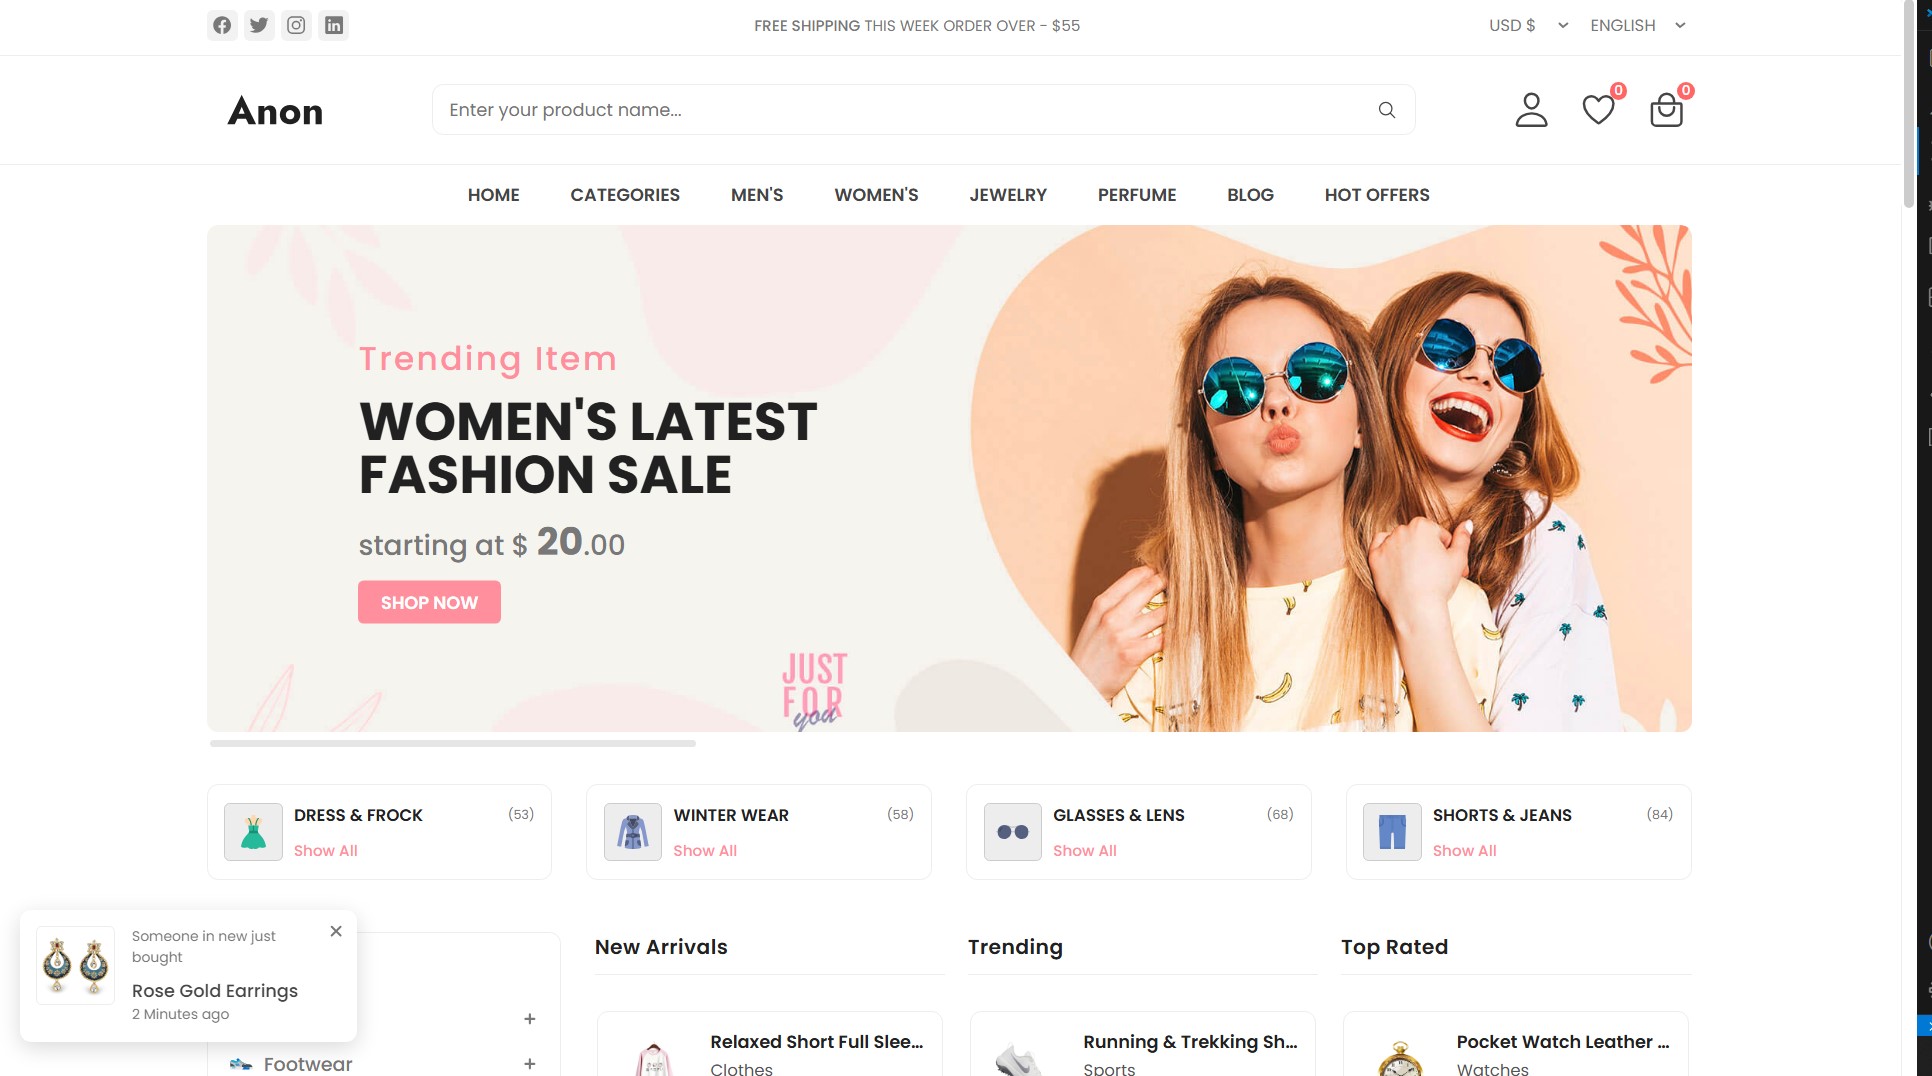 FREE SHIPPING THIS WEEK ORDER OVER - $55
USD $
ENGLISH
Anon
Enter your product name...
0
0
HOME
CATEGORIES
MEN'S
WOMEN'S
JEWELRY
PERFUME
BLOG
HOT OFFERS
Trending Item
WOMEN'S LATEST
FASHION SALE
starting at $ 20.00
SHOP NOW
JUST
FOR
you
DRESS & FROCK
(53)
Show All
WINTER WEAR
(58)
Show All
GLASSES & LENS
(68)
Show All
SHORTS & JEANS
(84)
Show All
Someone in new just
bought
Rose Gold Earrings
2 Minutes ago
+
Footwear
+
New Arrivals
Relaxed Short Full Slee...
Clothes
Trending
Running & Trekking Sh...
Sports
Top Rated
Pocket Watch Leather ...
Watches